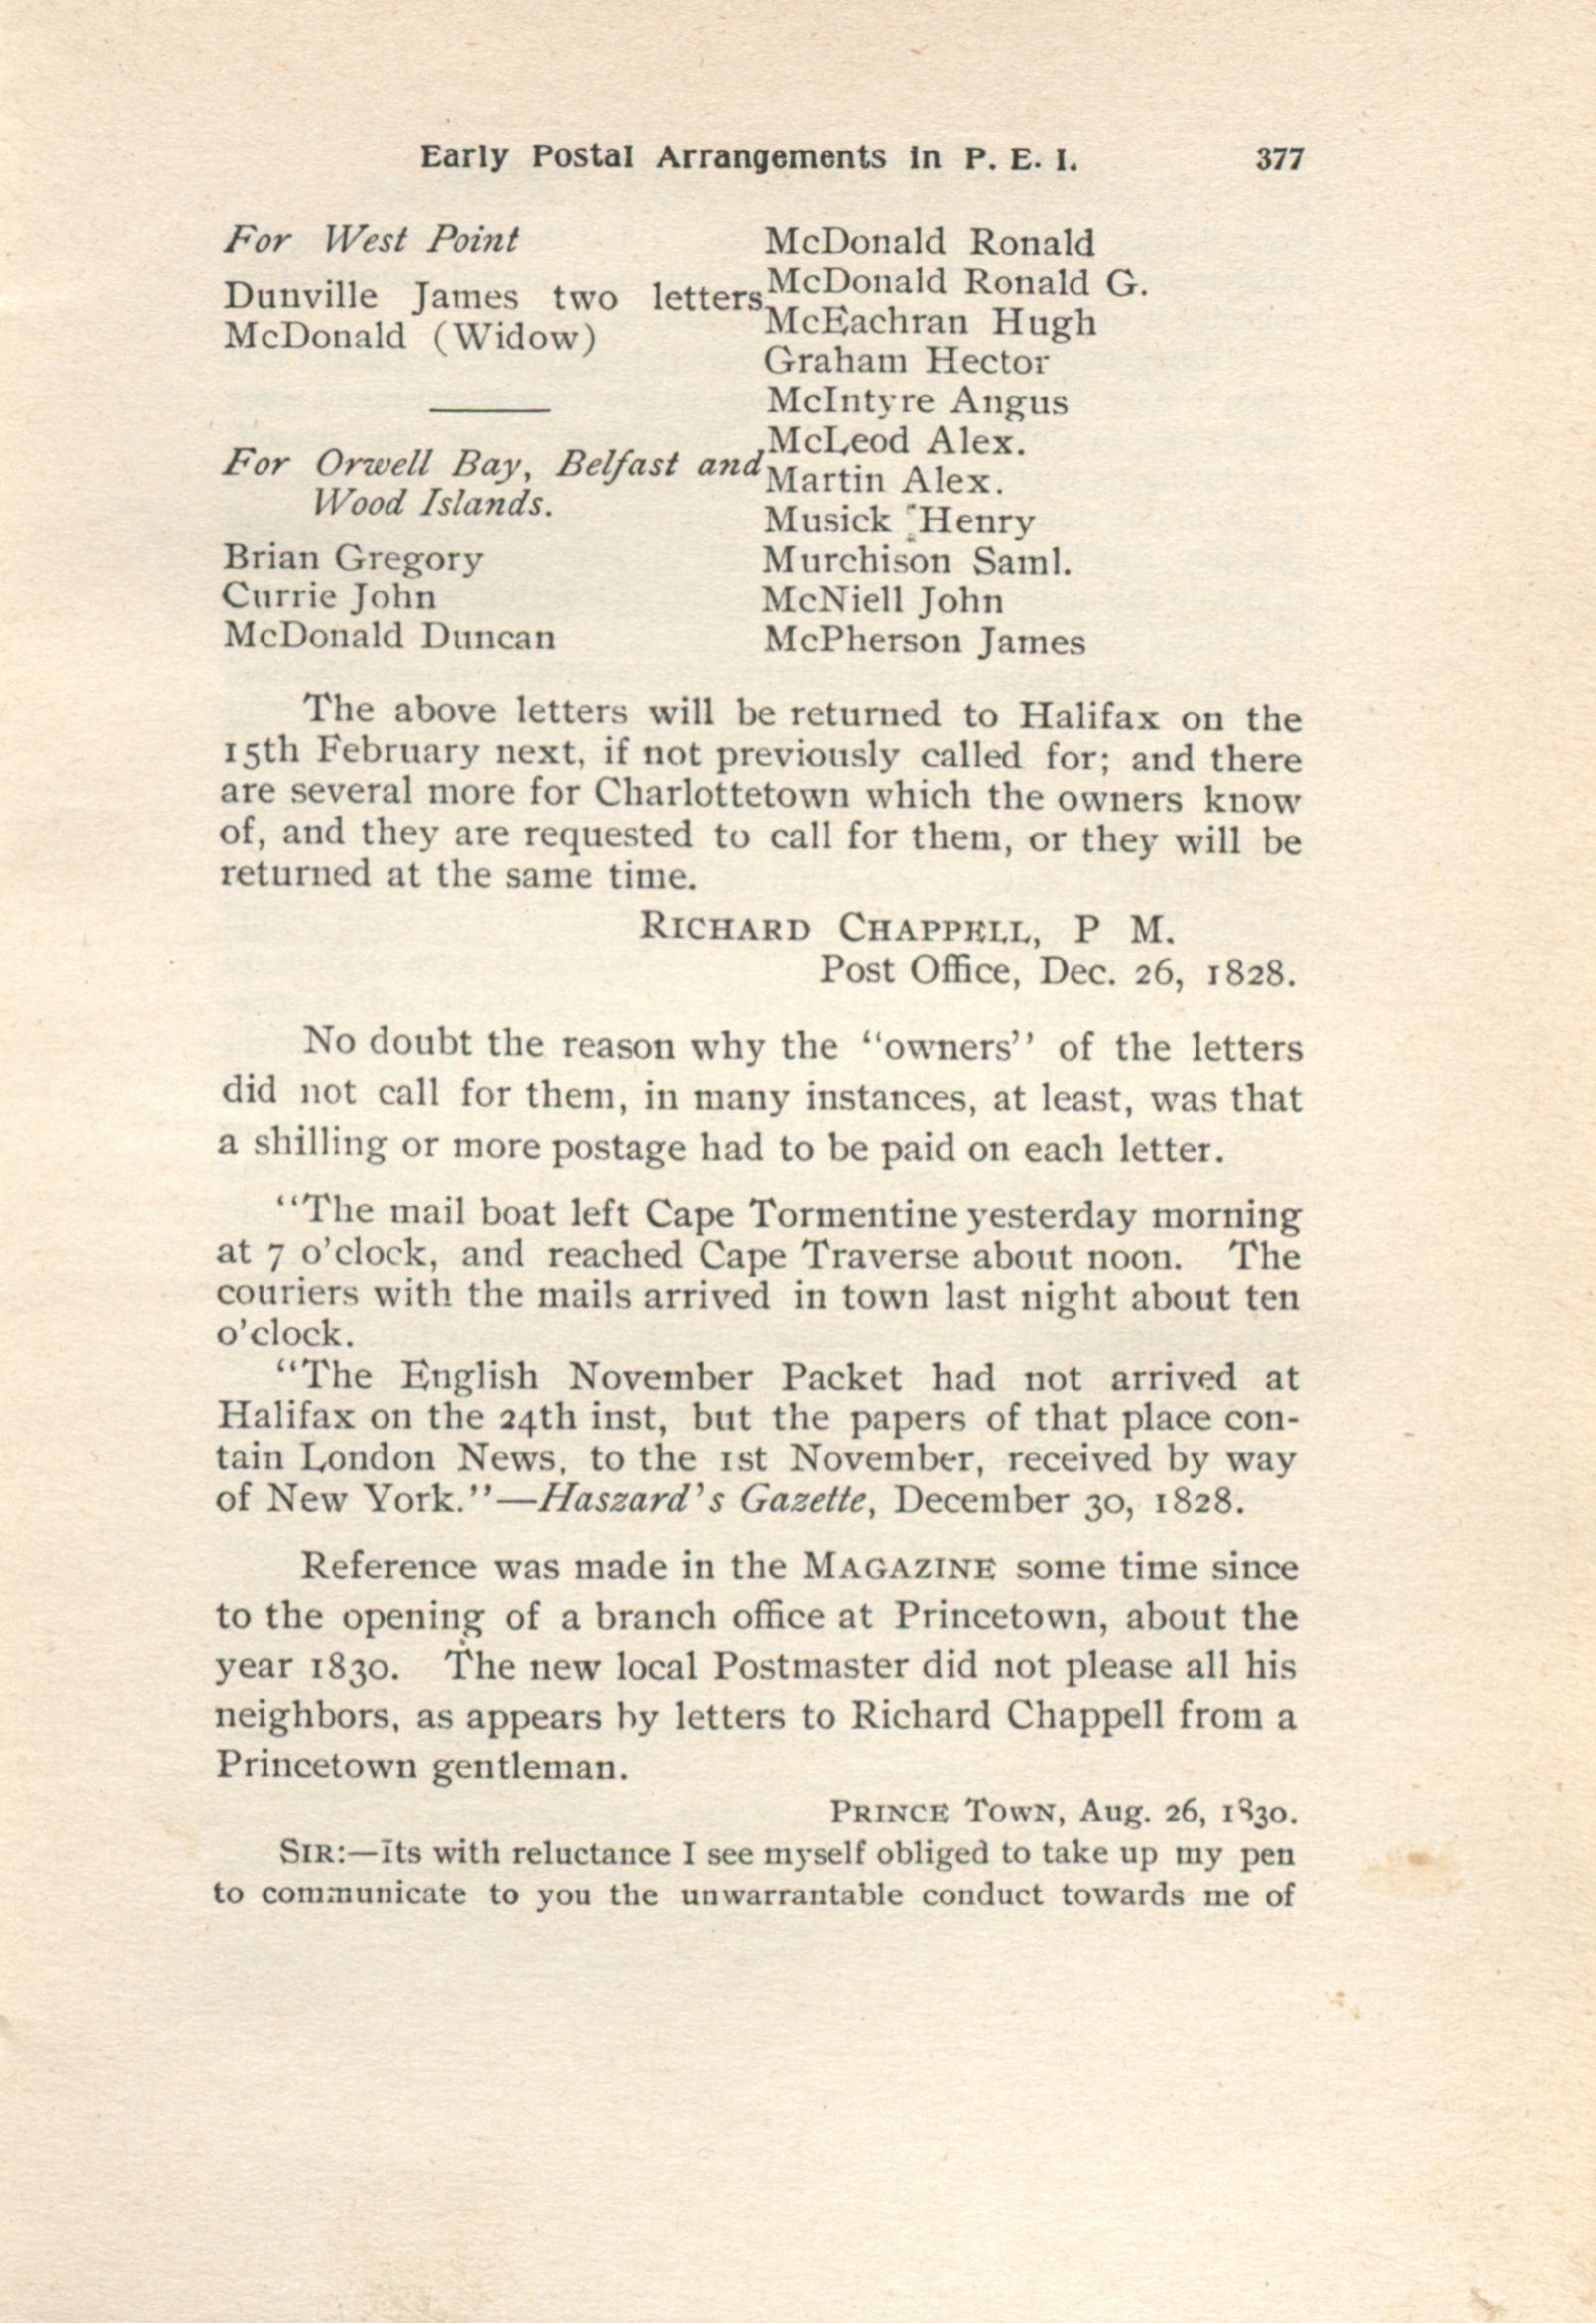 Early Postal Arrangements in P. E. I. 377
For West Point
Dunville James two letters
McDonald (Widow)
For Orwell Bay, Belfast and
Wood Islands.
Brian Gregory
Currie John
McDonald Duncan
McDonald Ronald
McDonald Ronald G.
McEachran Hugh
Graham Hector
McIntyre Angus
McLeod Alex.
Martin Alex.
Musick Henry
Murchison Saml.
McNiell John
McPherson James
The above letters will be returned to Halifax on the
15th February next, if not previously called for; and there
are several more for Charlottetown which the owners know
of, and they are requested to call for them, or they will be
returned at the same time.
RICHARD CHAPPELL, P M.
Post Office, Dec. 26, 1828.
No doubt the reason why the "owners" of the letters
did not call for them, in many instances, at least, was that
a shilling or more postage had to be paid on each letter.
"The mail boat left Cape Tormentine yesterday morning
at 7 o'clock, and reached Cape Traverse about noon. The
couriers with the mails arrived in town last night about ten
o'clock.
"The English November Packet had not arrived at
Halifax on the 24th inst, but the papers of that place con-
tain London News, to the 1st November, received by way
of New York."—Haszard's Gazette, December 30, 1828.
Reference was made in the MAGAZINE some time since
to the opening of a branch office at Princetown, about the
year 1830. The new local Postmaster did not please all his
neighbors, as appears by letters to Richard Chappell from a
Princetown gentleman.
PRINCE TOWN, Aug. 26, 1830.
SIR:—Its with reluctance I see myself obliged to take up my pen
to communicate to you the unwarrantable conduct towards me of